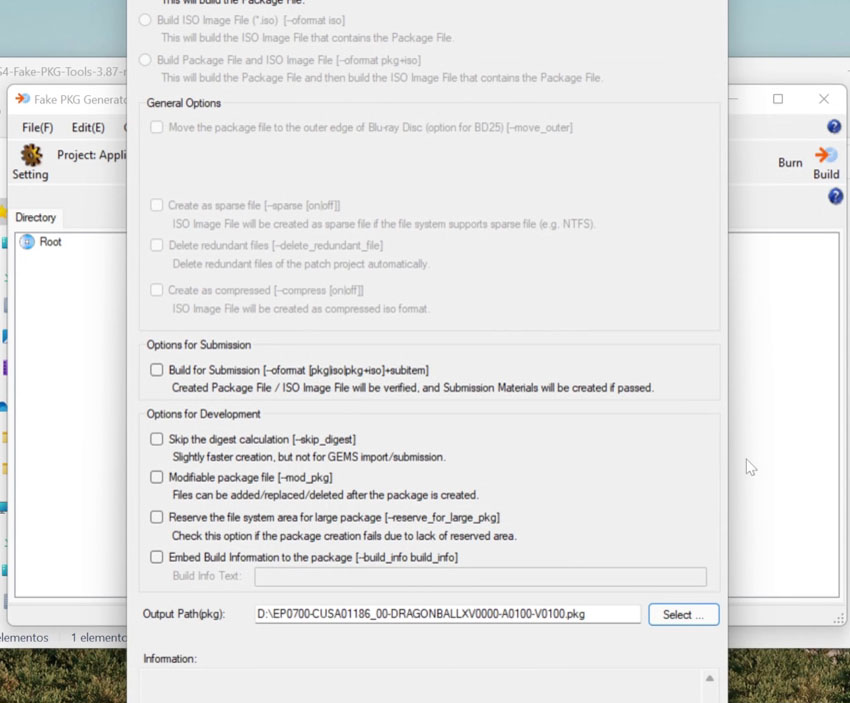 This will build the Package File.
Build ISO Image File (*.iso) [--oformat iso]
This will build the ISO Image File that contains the Package File.
Build Package File and ISO Image File [--oformat pkg+iso]
This will build the Package File and then build the ISO Image File that contains the Package File.
S4-Fake-PKG-Tools-3.87-
Fake PKG Generato
File(F) Edit(E)
Setting
Project: Appli
Burn
Build
Directory
Root
General Options
Move the package file to the outer edge of Blu-ray Disc (option for BD25) [--move_outer]
Create as sparse file [--sparse [on|off]]
ISO Image File will be created as sparse file if the file system supports sparse file (e.g. NTFS).
Delete redundant files [--delete_redundant_file]
Delete redundant files of the patch project automatically.
Create as compressed [--compress [on|off]]
ISO Image File will be created as compressed iso format.
Options for Submission
Build for Submission [--oformat [pkg|iso|pkg+iso]+subitem]
Created Package File / ISO Image File will be verified, and Submission Materials will be created if passed.
Options for Development
Skip the digest calculation [--skip_digest]
Slightly faster creation, but not for GEMS import/submission.
Modifiable package file [--mod_pkg]
Files can be added/replaced/deleted after the package is created.
Reserve the file system area for large package [--reserve_for_large_pkg]
Check this option if the package creation fails due to lack of reserved area.
Embed Build Information to the package [--build_info build_info]
Build Info Text:
Output Path(pkg): D:\EP0700-CUSA01186_00-DRAGONBALLXV0000-A0100-V0100.pkg Select ...
elementos 1 elemento
Information: